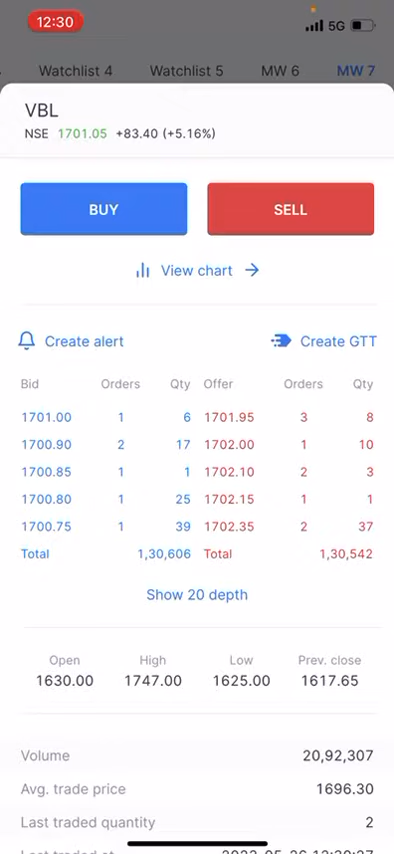 12:30 5G
Watchlist 4 Watchlist 5 MW 6 MW 7
VBL
NSE 1701.05 +83.40 (+5.16%)
BUY SELL
View chart
Create alert Create GTT
Bid Orders Qty Offer Orders Qty
1701.00 1 6 1701.95 3 8
1700.90 2 17 1702.00 1 10
1700.85 1 1 1702.10 2 3
1700.80 1 25 1702.15 1 1
1700.75 1 39 1702.35 2 37
Total 1,30,606 Total 1,30,542
Show 20 depth
Open High Low Prev. close
1630.00 1747.00 1625.00 1617.65
Volume 20,92,307
Avg. trade price 1696.30
Last traded quantity 2
Last traded at